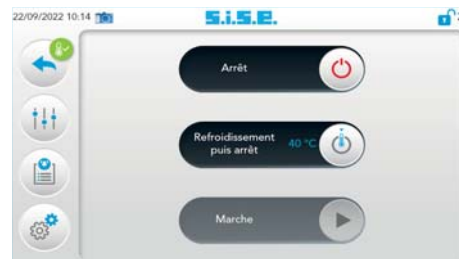 22/09/2022 10:14
s.i.s.e.
Arrêt
Refroidissement
puis arrêt
40 °C
Marche